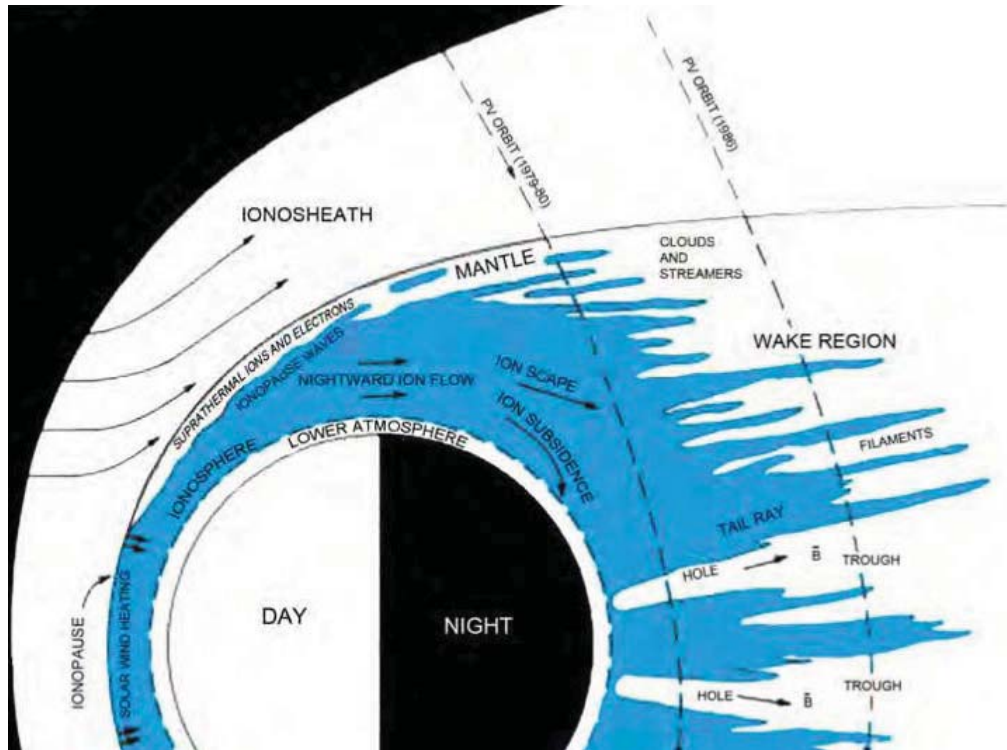 PV ORBIT (1979-80)
PV ORBIT (1986)
IONOSHEATH
MANTLE
CLOUDS
AND
STREAMERS
SUPRATHERMAL IONS AND ELECTRONS
IONOPAUSE WAVES
WAKE REGION
NIGHTWARD ION FLOW
ION SCAPE
ION SUBSIDENCE
LOWER ATMOSPHERE
IONOSPHERE
FILAMENTS
TAIL RAY
HOLE
B̄
TROUGH
IONOPAUSE
SOLAR WIND HEATING
DAY
NIGHT
HOLE
B̄
TROUGH